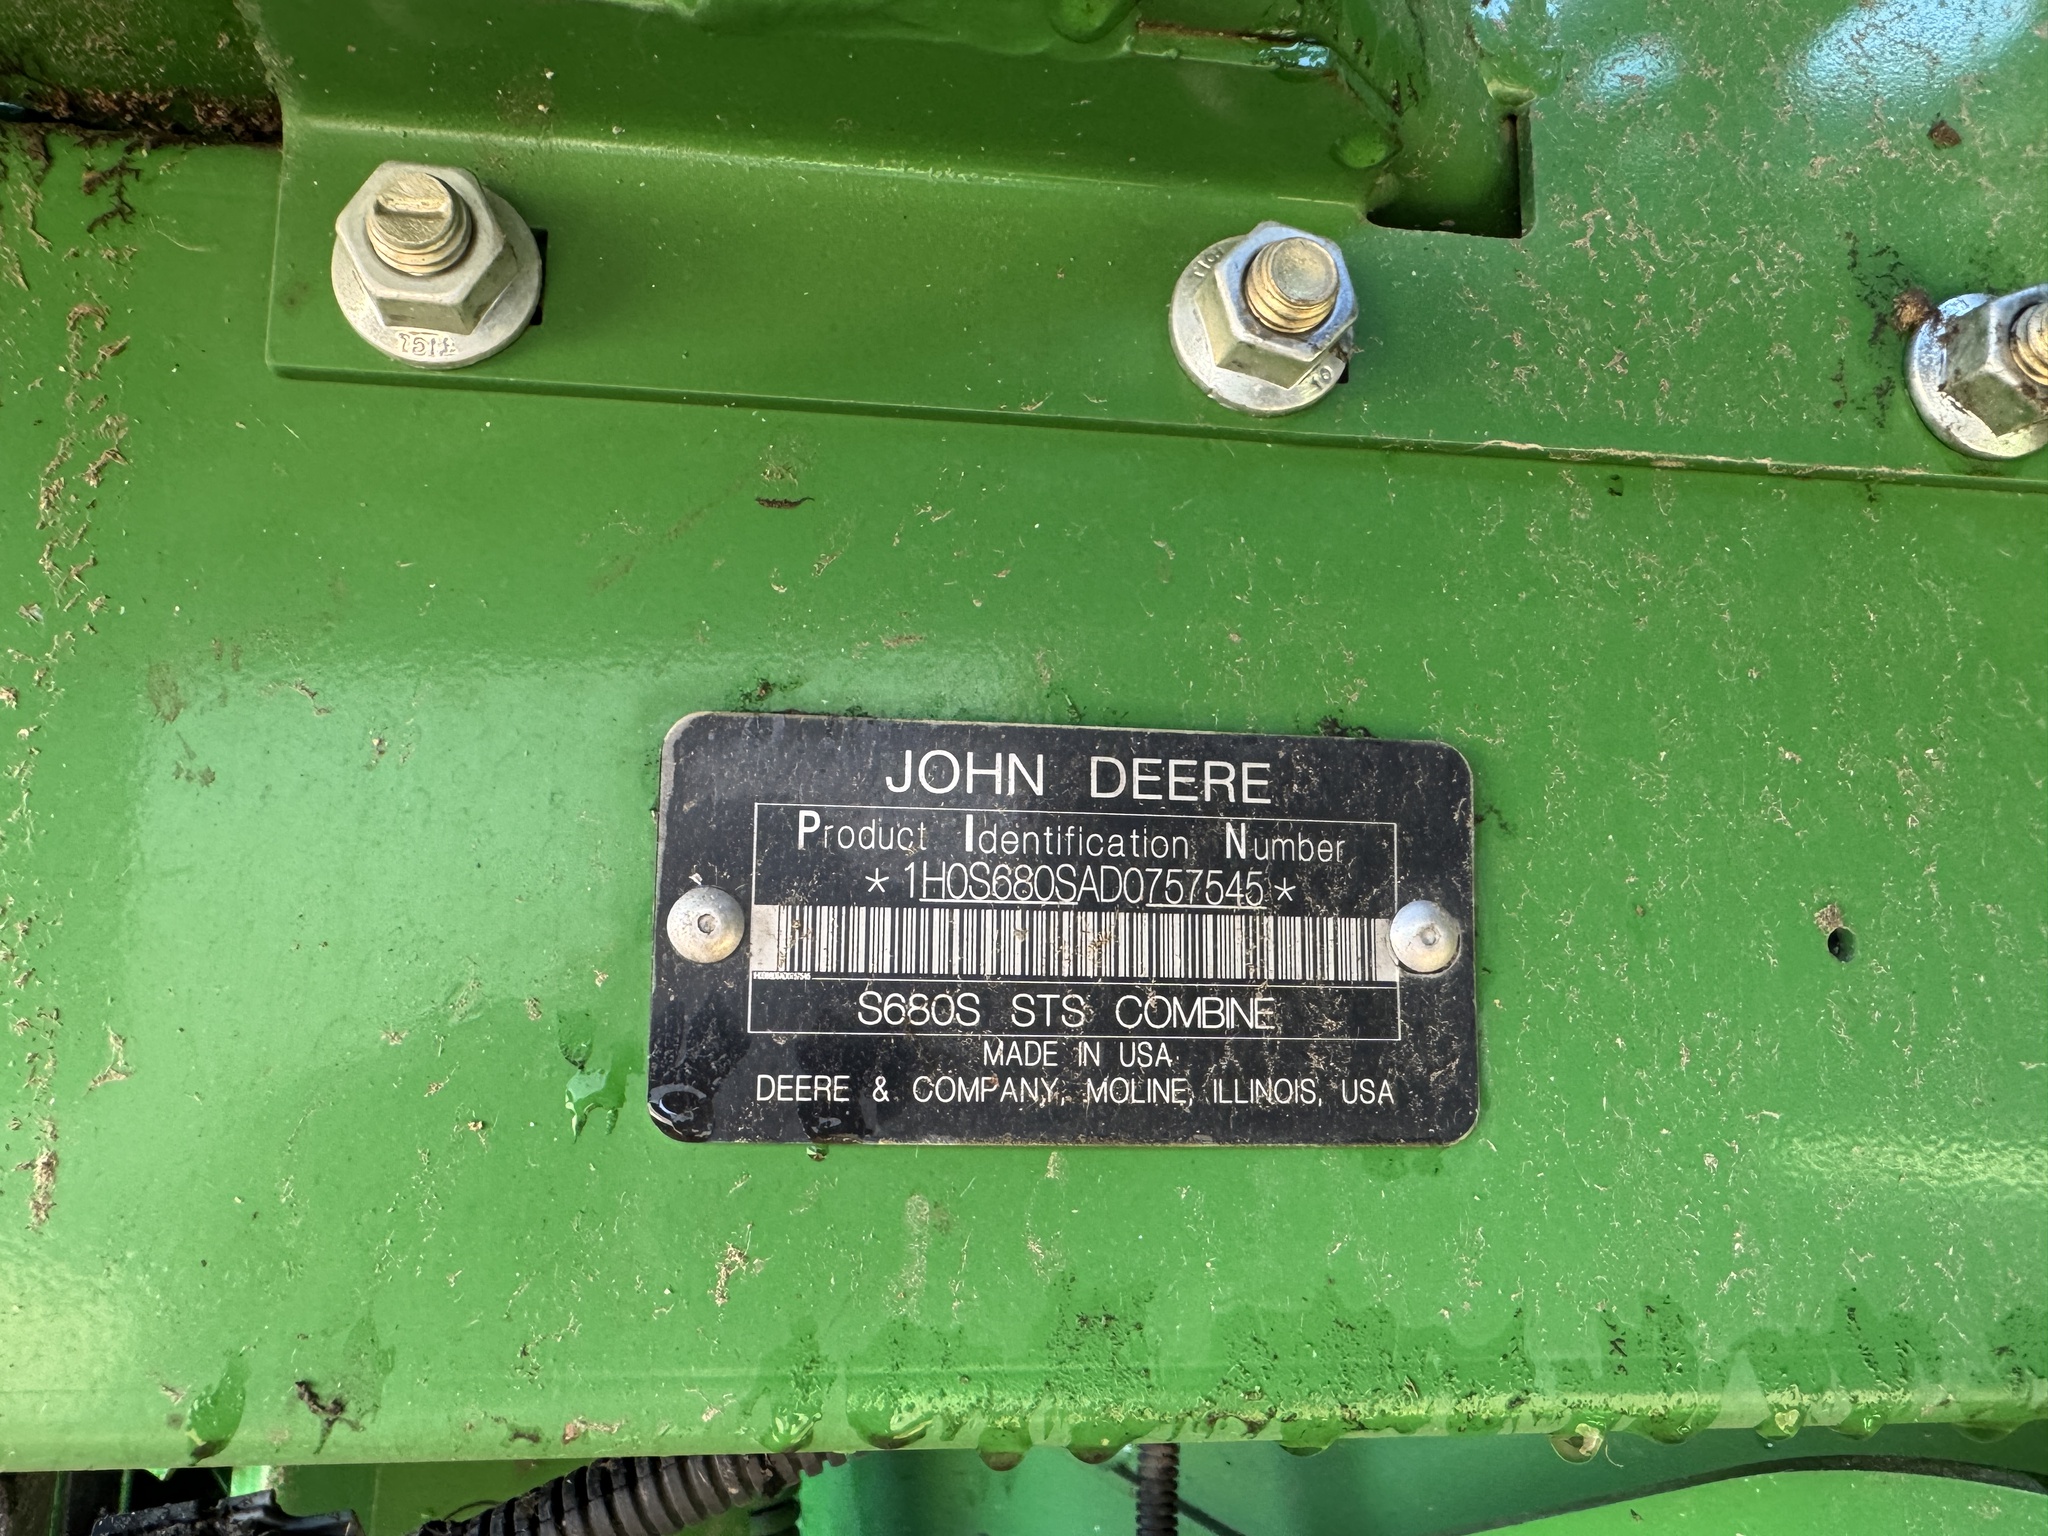 JOHN DEERE
Product Identification Number
*1H0S680SAD0757545*
S680S STS COMBINE
MADE IN USA
DEERE & COMPANY, MOLINE, ILLINOIS, USA